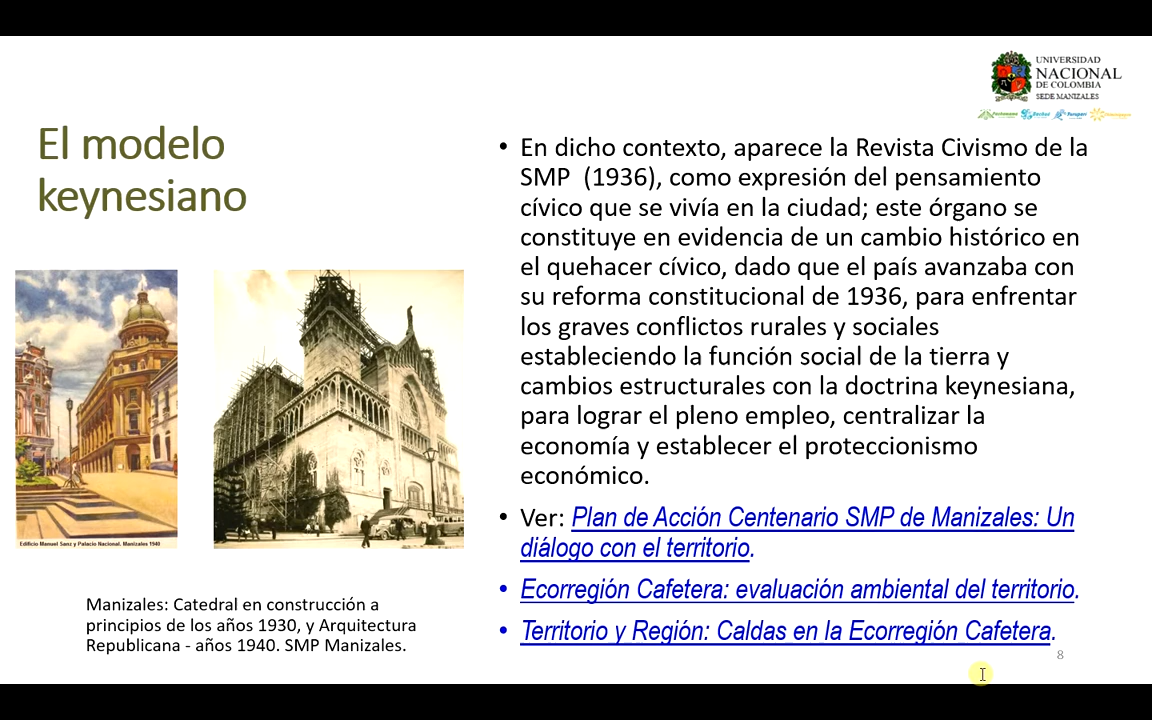 UNIVERSIDAD
NACIONAL
DE COLOMBIA
SEDE MANIZALES
El modelo
keynesiano
Edificio Manuel Sanz y Palacio Nacional. Manizales 1940
Manizales: Catedral en construcción a
principios de los años 1930, y Arquitectura
Republicana - años 1940. SMP Manizales.
• En dicho contexto, aparece la Revista Civismo de la
SMP (1936), como expresión del pensamiento
cívico que se vivía en la ciudad; este órgano se
constituye en evidencia de un cambio histórico en
el quehacer cívico, dado que el país avanzaba con
su reforma constitucional de 1936, para enfrentar
los graves conflictos rurales y sociales
estableciendo la función social de la tierra y
cambios estructurales con la doctrina keynesiana,
para lograr el pleno empleo, centralizar la
economía y establecer el proteccionismo
económico.
• Ver: Plan de Acción Centenario SMP de Manizales: Un
diálogo con el territorio.
• Ecorregión Cafetera: evaluación ambiental del territorio.
• Territorio y Región: Caldas en la Ecorregión Cafetera.
8